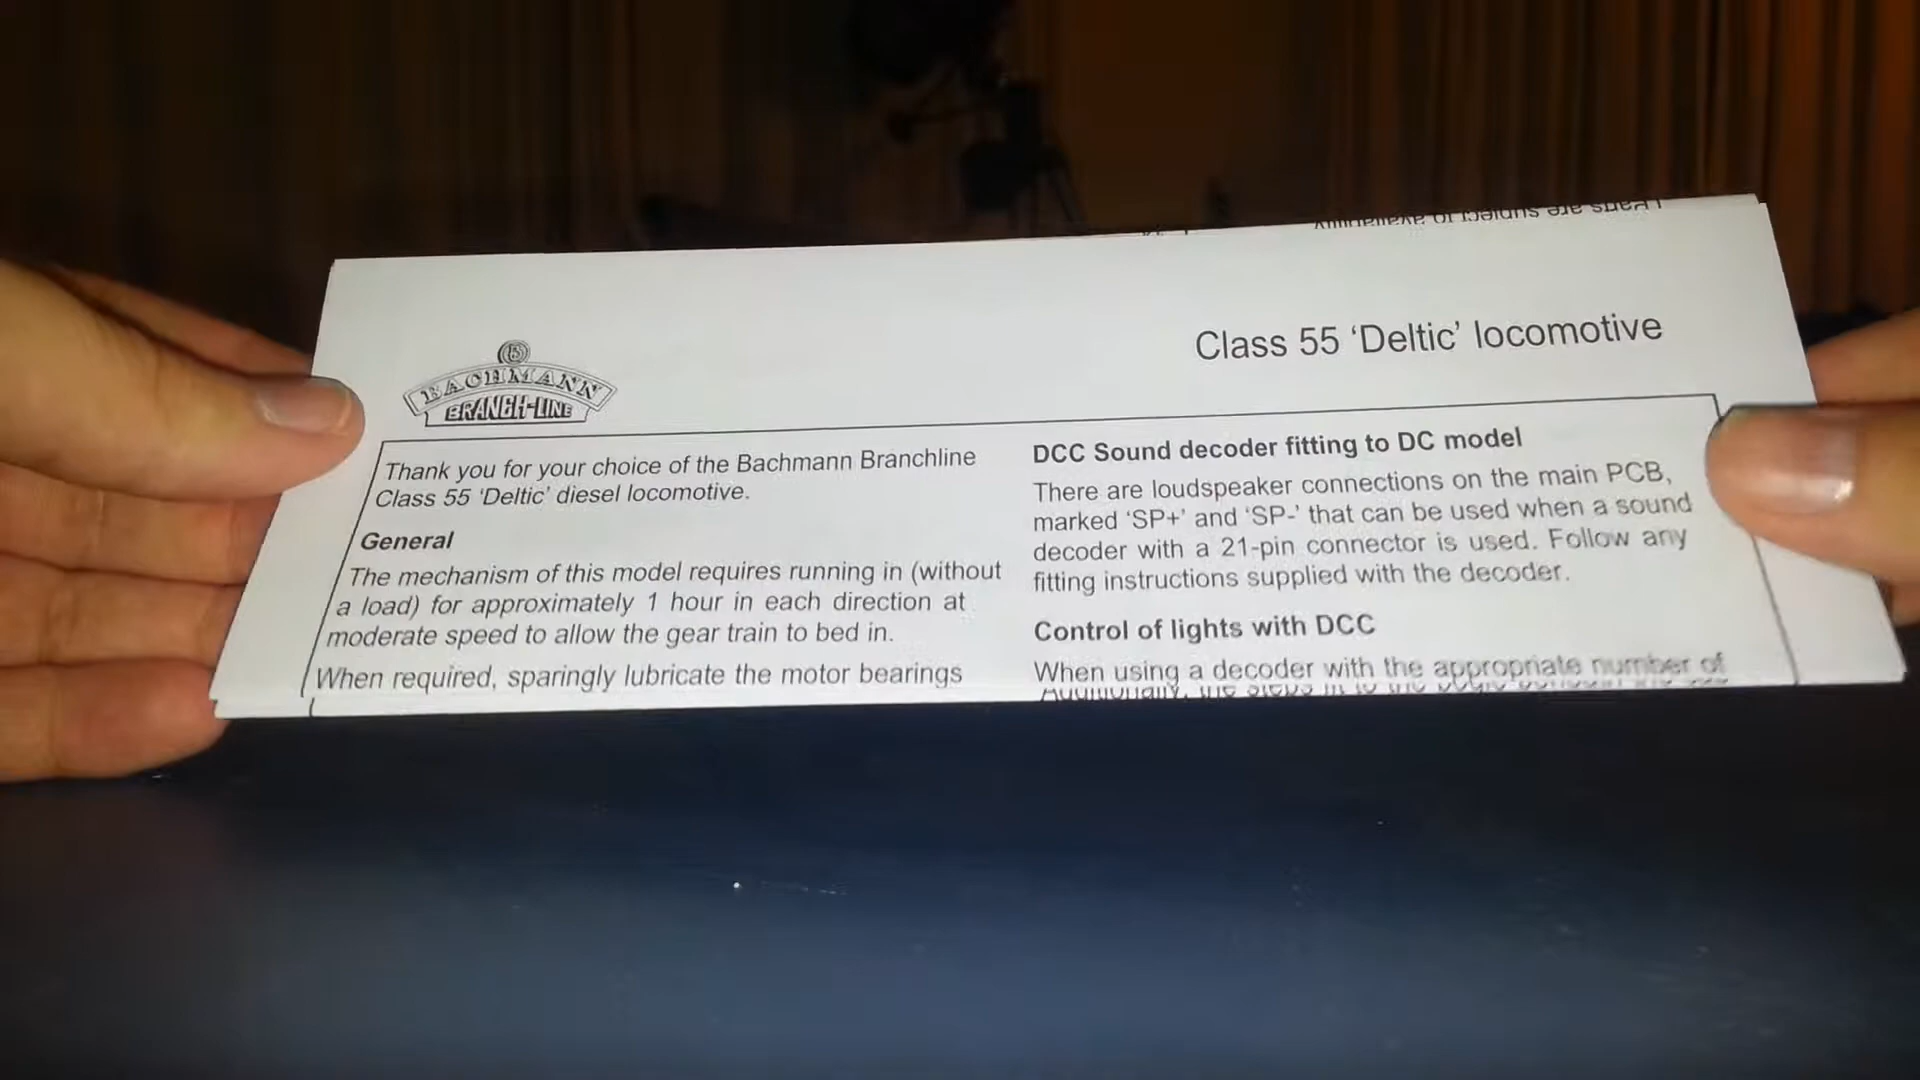 Parts are subject to availability
Class 55 ‘Deltic’ locomotive
BACHMANN
BRANCH-LINE
Thank you for your choice of the Bachmann Branchline
Class 55 ‘Deltic’ diesel locomotive.
General
The mechanism of this model requires running in (without
a load) for approximately 1 hour in each direction at
moderate speed to allow the gear train to bed in.
When required, sparingly lubricate the motor bearings
DCC Sound decoder fitting to DC model
There are loudspeaker connections on the main PCB,
marked ‘SP+’ and ‘SP-’ that can be used when a sound
decoder with a 21-pin connector is used. Follow any
fitting instructions supplied with the decoder.
Control of lights with DCC
When using a decoder with the appropriate number of